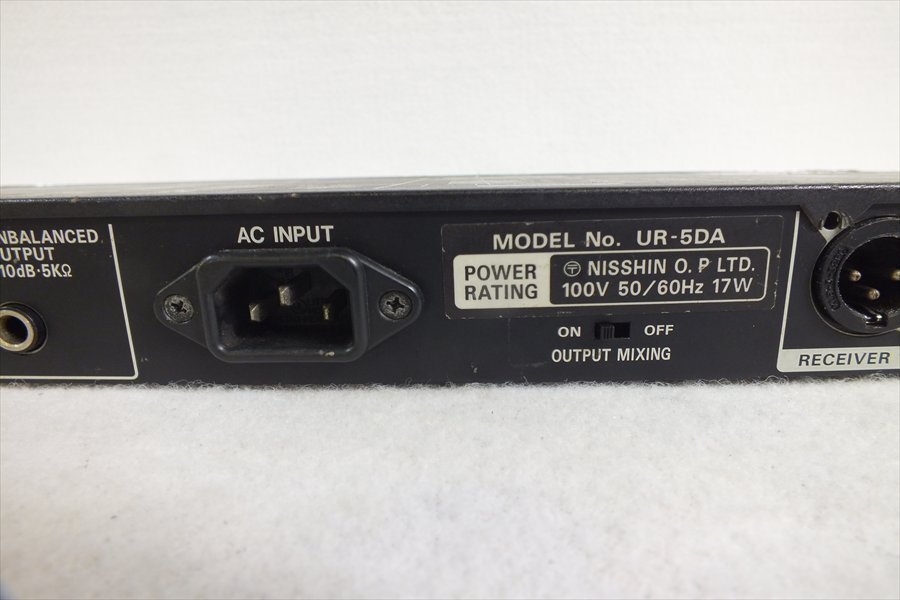 NBALANCED
UTPUT
10dB·5KΩ
AC INPUT
MODEL No. UR-5DA
POWER RATING
〒 NISSHIN O. P LTD.
100V 50/60Hz 17W
ON OFF
OUTPUT MIXING
RECEIVER